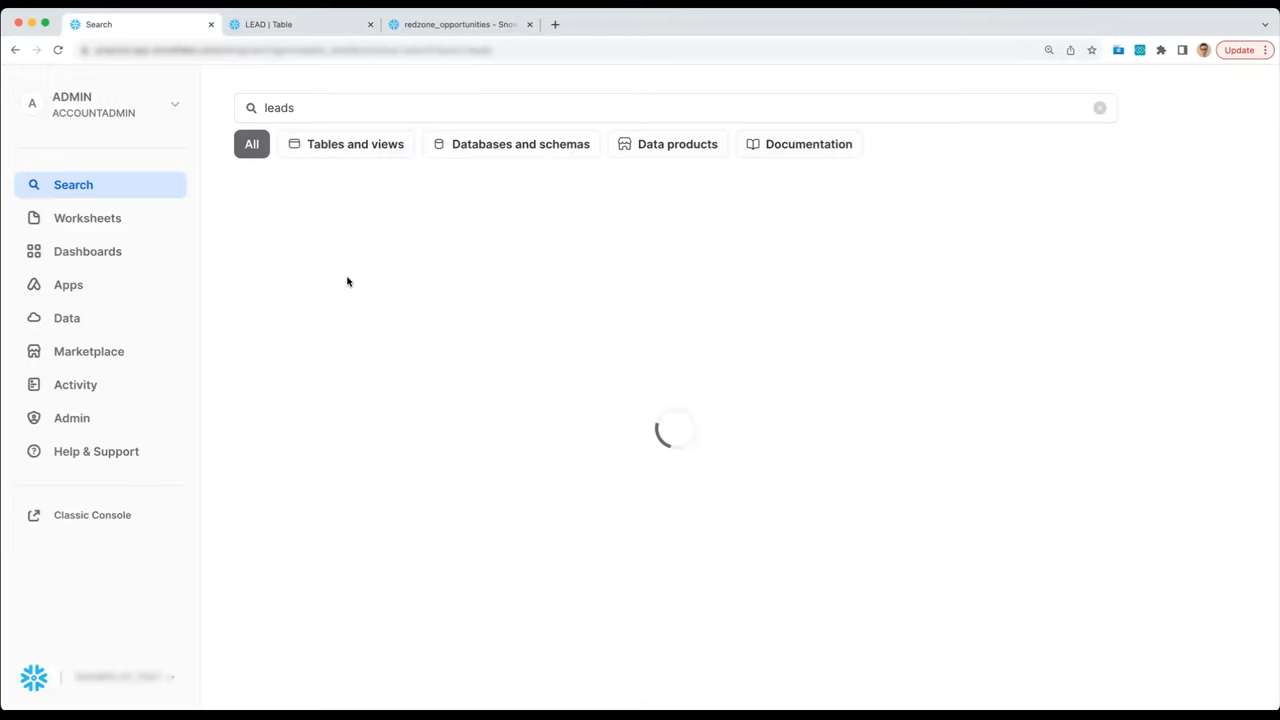 Search
LEAD | Table
redzone_opportunities - Snow
Update
A
ADMIN
ACCOUNTADMIN
leads
All
Tables and views
Databases and schemas
Data products
Documentation
Search
Worksheets
Dashboards
Apps
Data
Marketplace
Activity
Admin
Help & Support
Classic Console